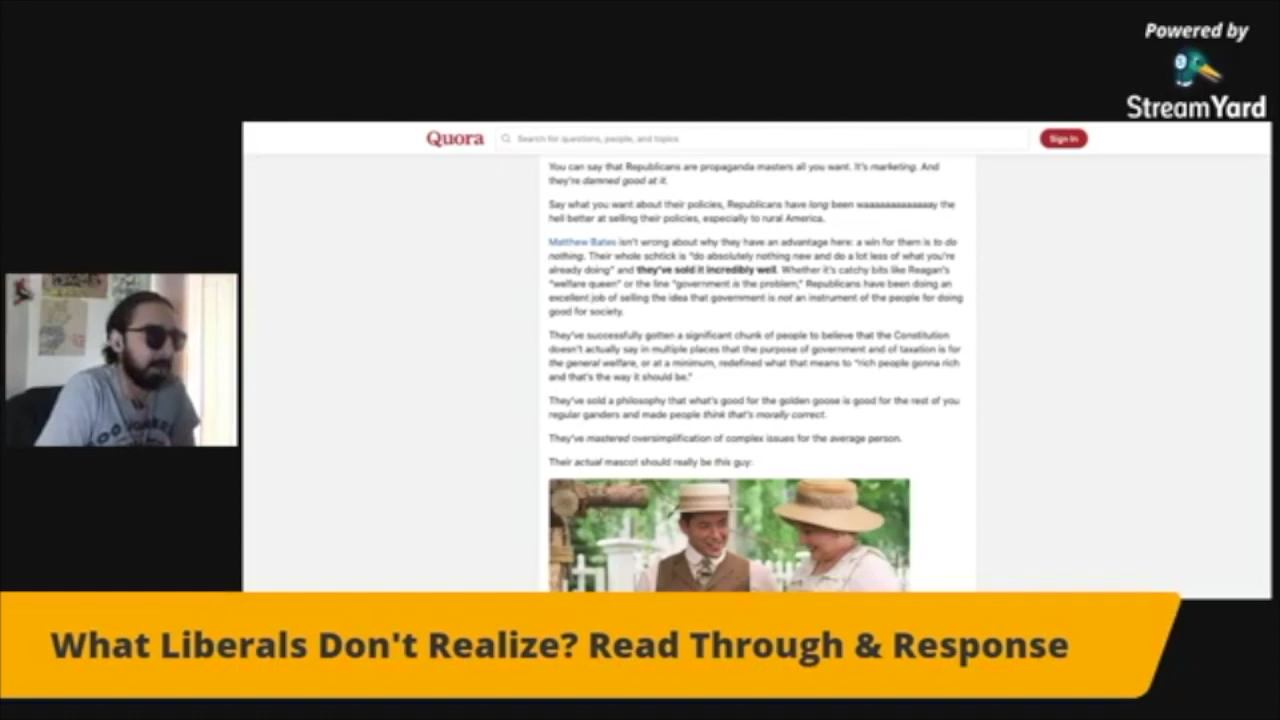 Powered by
StreamYard
Quora
Search for questions, people, and topics
Sign In
You can say that Republicans are propaganda masters all you want. It's marketing. And
they're damned good at it.
Say what you want about their policies, Republicans have long been waaaaaaaaaaaaay the
hell better at selling their policies, especially to rural America.
Matthew Bates isn't wrong about why they have an advantage here: a win for them is to do
nothing. Their whole schtick is "do absolutely nothing new and do a lot less of what you're
already doing" and they've sold it incredibly well. Whether it's catchy bits like Reagan's
"welfare queen" or the line "government is the problem," Republicans have been doing an
excellent job of selling the idea that government is not an instrument of the people for doing
good for society.
They've successfully gotten a significant chunk of people to believe that the Constitution
doesn't actually say in multiple places that the purpose of government and of taxation is for
the general welfare, or at a minimum, redefined what that means to "rich people gonna rich
and that's the way it should be."
They've sold a philosophy that what's good for the golden goose is good for the rest of you
regular ganders and made people think that's morally correct.
They've mastered oversimplification of complex issues for the average person.
Their actual mascot should really be this guy:
What Liberals Don't Realize? Read Through & Response